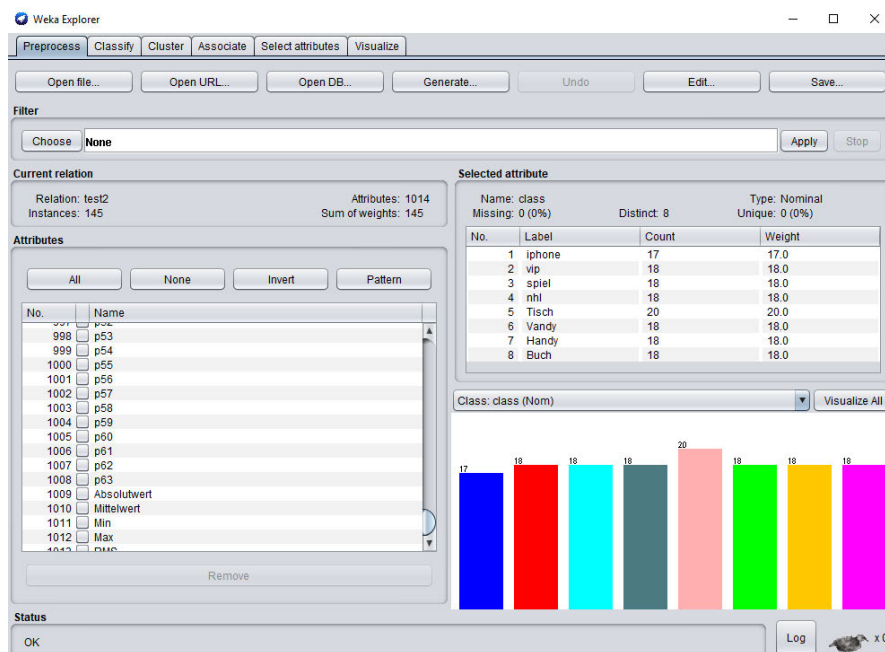 Weka Explorer
Preprocess Classify Cluster Associate Select attributes Visualize
Open file... Open URL... Open DB... Generate... Undo Edit... Save...
Filter
Choose None Apply Stop
Current relation
Relation: test2 Attributes: 1014
Instances: 145 Sum of weights: 145
Attributes
All None Invert Pattern
No. Name
997 p52
998 p53
999 p54
1000 p55
1001 p56
1002 p57
1003 p58
1004 p59
1005 p60
1006 p61
1007 p62
1008 p63
1009 Absolutwert
1010 Mittelwert
1011 Min
1012 Max
1013 RMS
Remove
Selected attribute
Name: class Type: Nominal
Missing: 0 (0%) Distinct: 8 Unique: 0 (0%)
No. Label Count Weight
1 iphone 17 17.0
2 vip 18 18.0
3 spiel 18 18.0
4 nhl 18 18.0
5 Tisch 20 20.0
6 Vandy 18 18.0
7 Handy 18 18.0
8 Buch 18 18.0
Class: class (Nom) Visualize All
17 18 18 18 20 18 18 18
Status
OK
Log x 0